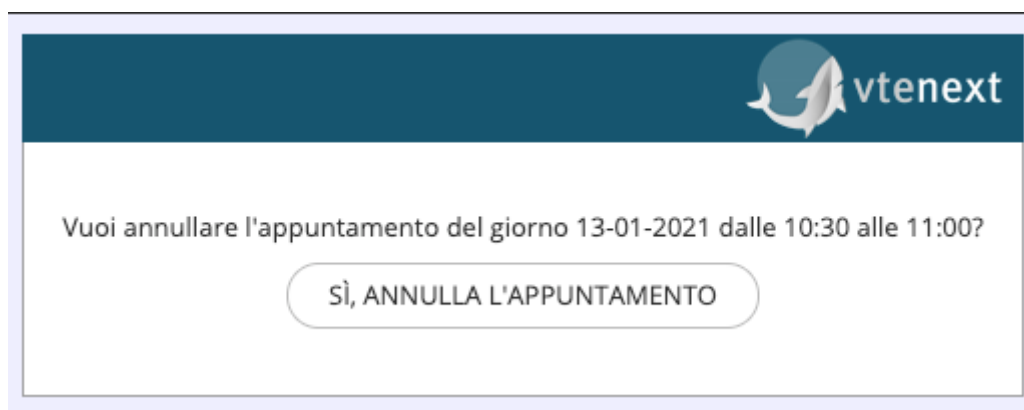 vtenext
Vuoi annullare l'appuntamento del giorno 13-01-2021 dalle 10:30 alle 11:00?
SÌ, ANNULLA L'APPUNTAMENTO